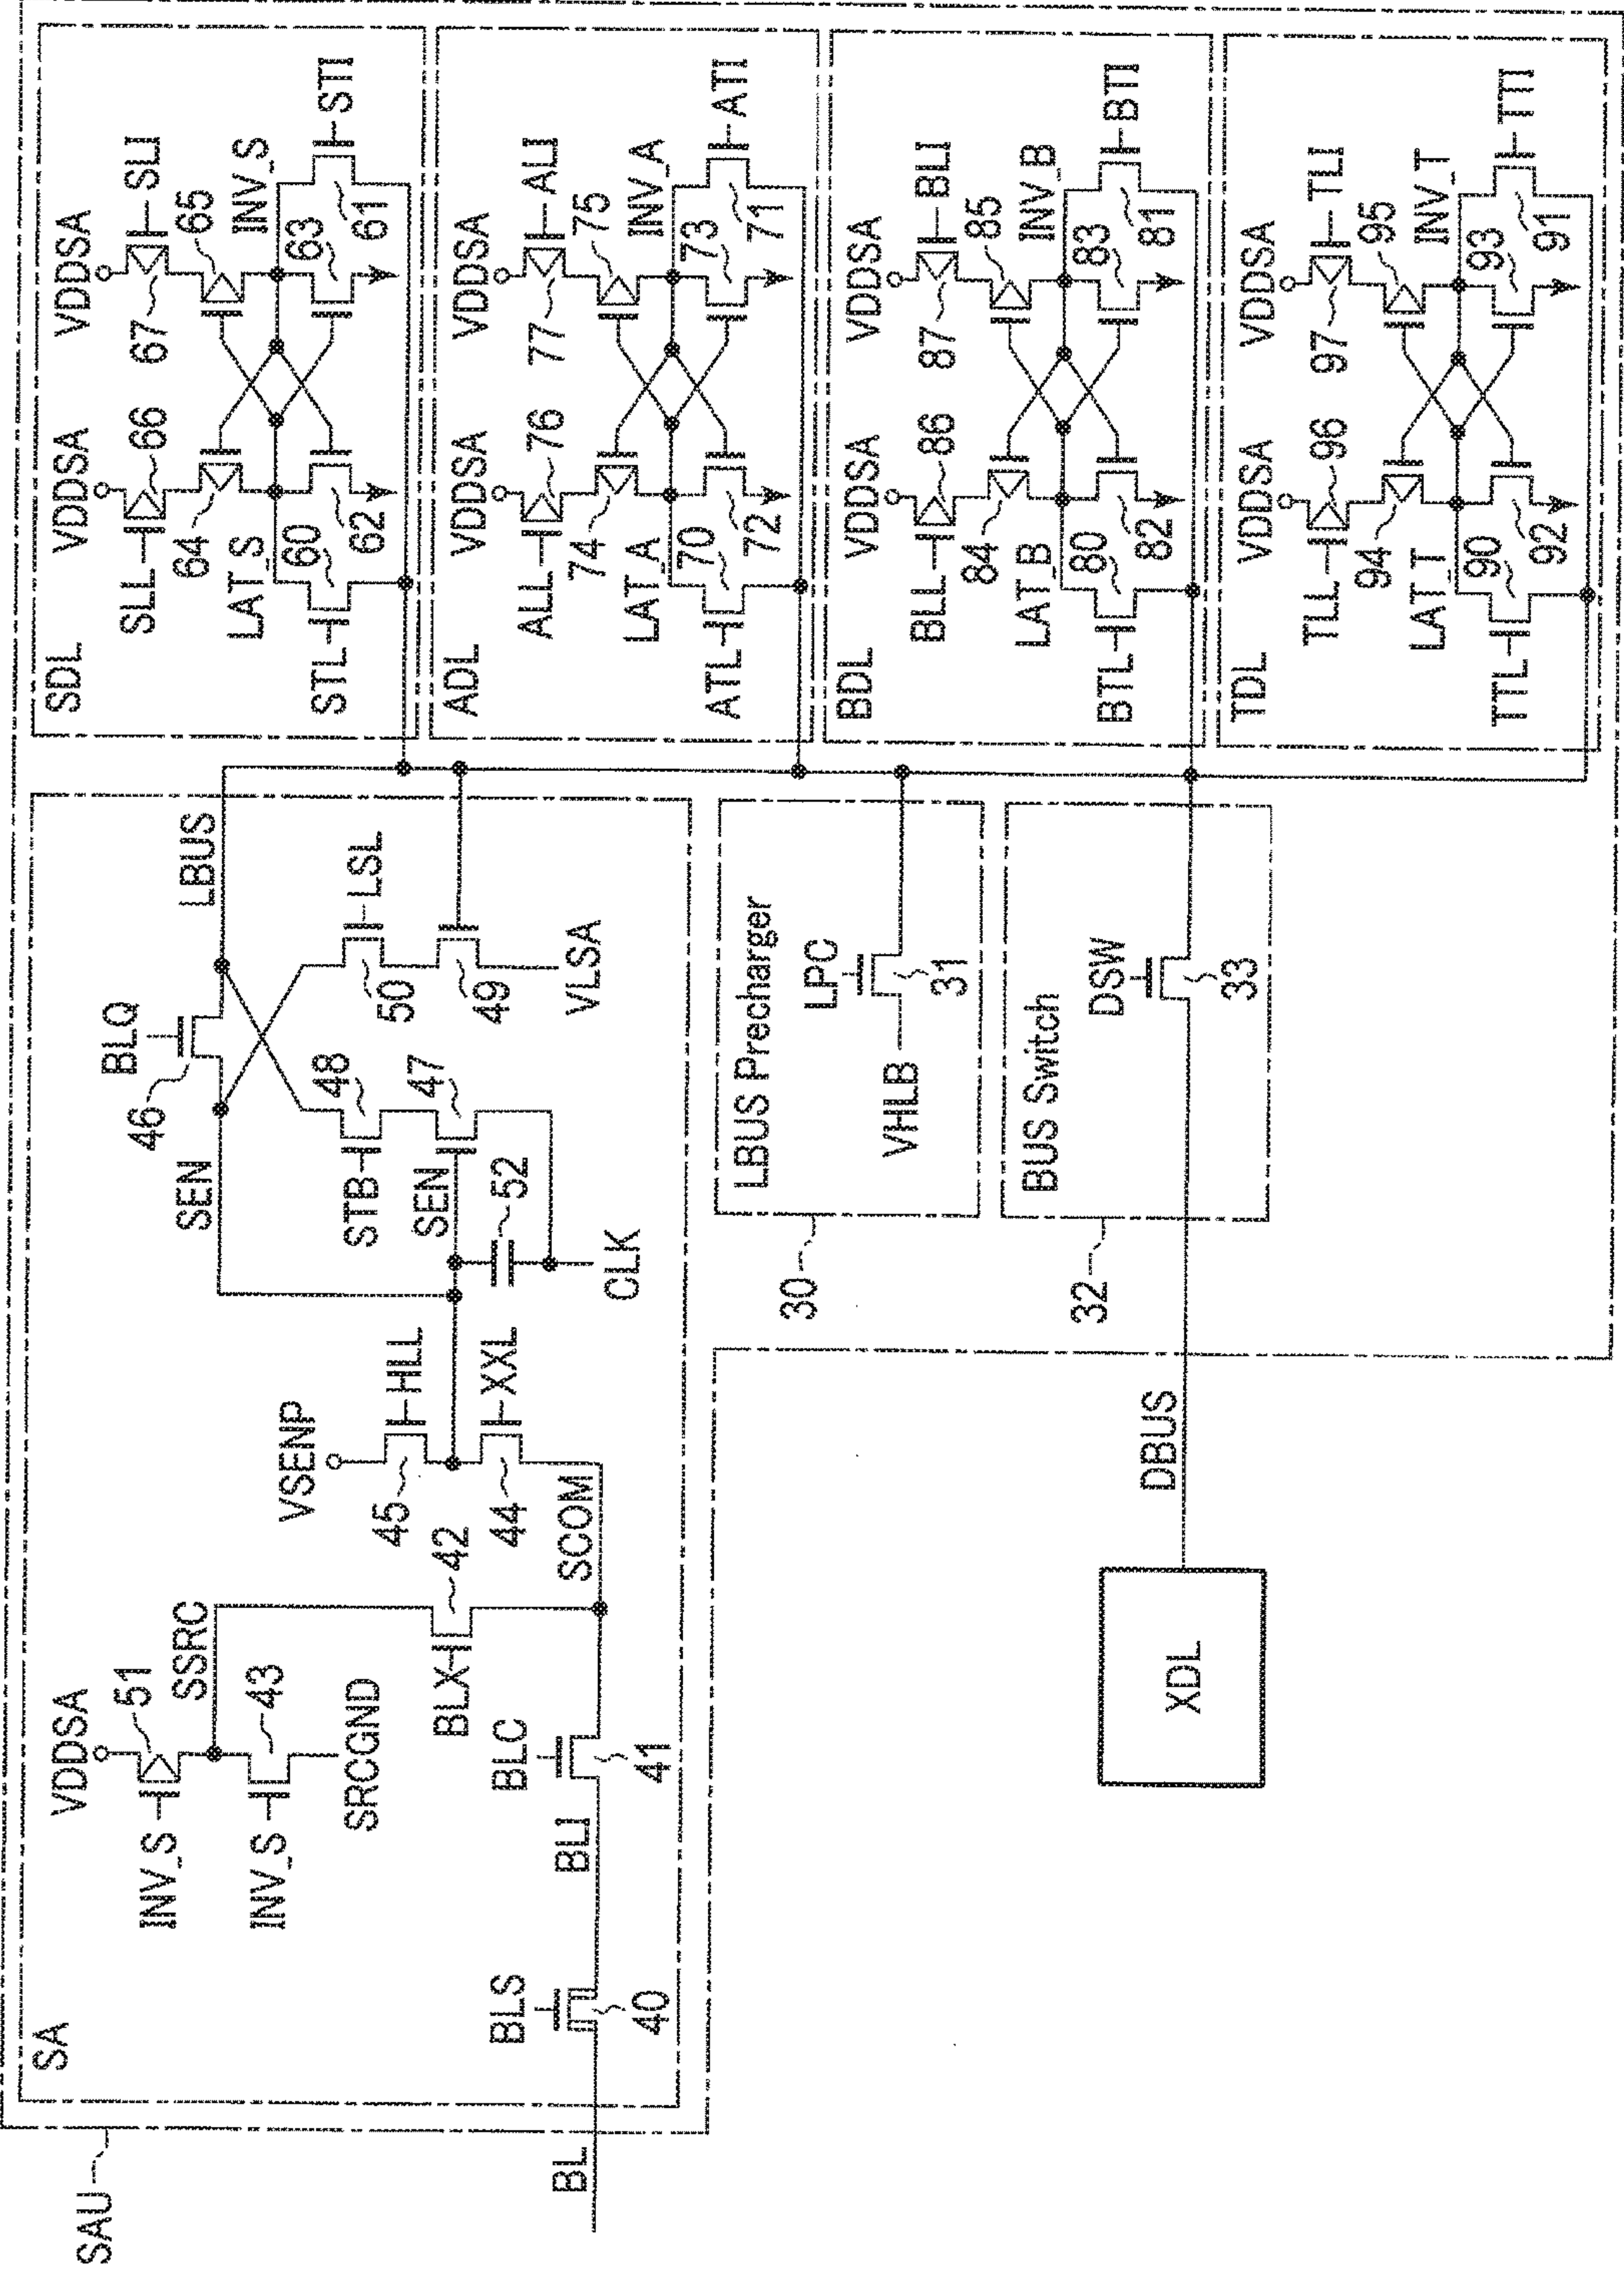 SAU
SA
VDDSA
51
INV_S
SSRC
INV_S
43
SRCGND
BLX
42
BLS
40
BL
BLI
BLC
41
SCOM
VSENP
45
HLL
44
XXL
SEN
46
BLQ
LBUS
STB
48
SEN
47
52
CLK
50
LSL
49
VLSA
30
LBUS Precharger
LPC
31
VHLB
32
BUS Switch
DSW
33
DBUS
XDL
SDL
VDDSA
VDDSA
SLL
66
67
SLI
64
65
LAT_S
INV_S
60
63
STL
62
61
STI
ADL
VDDSA
VDDSA
ALL
76
77
ALI
74
75
LAT_A
INV_A
70
73
ATL
72
71
ATI
BDL
VDDSA
VDDSA
BLL
86
87
BLI
84
85
LAT_B
INV_B
80
83
BTL
82
81
BTI
TDL
VDDSA
VDDSA
TLL
96
97
TLI
94
95
LAT_T
INV_T
90
93
TTL
92
91
TTI